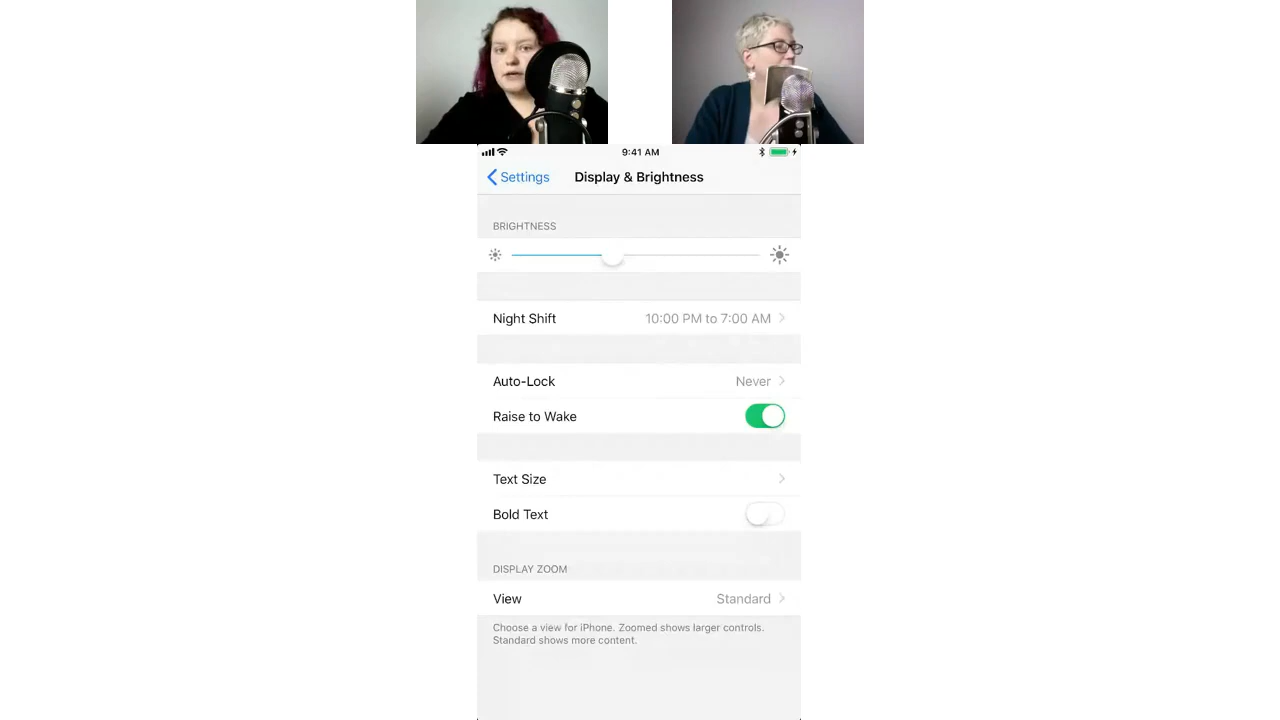 9:41 AM
Settings
Display & Brightness
BRIGHTNESS
Night Shift 10:00 PM to 7:00 AM
Auto-Lock Never
Raise to Wake
Text Size
Bold Text
DISPLAY ZOOM
View Standard
Choose a view for iPhone. Zoomed shows larger controls.
Standard shows more content.